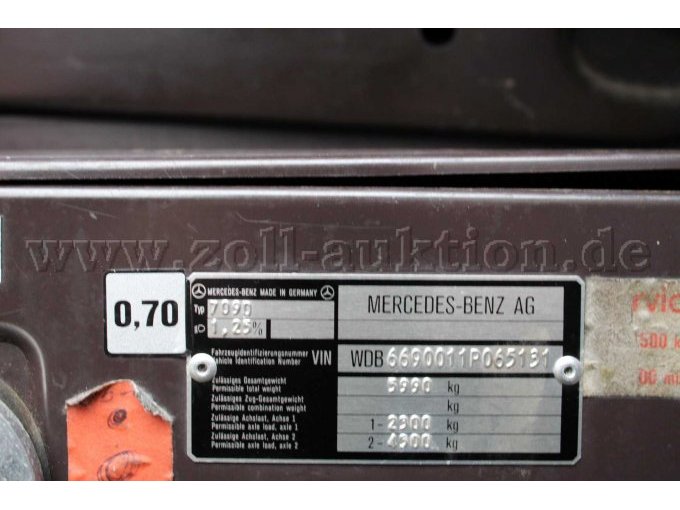 www.zoll-auktion.de
0,70
MERCEDES-BENZ MADE IN GERMANY
Typ 709D
1,25%
MERCEDES-BENZ AG
Fahrzeugidentifizierungsnummer
Vehicle Identification Number VIN WDB6690011P065131
Zulässiges Gesamtgewicht
Permissible total weight 5990 kg
Zulässiges Zug-Gesamtgewicht
Permissible combination weight kg
Zulässige Achslast, Achse 1
Permissible axle load, axle 1 1-2300 kg
Zulässige Achslast, Achse 2
Permissible axle load, axle 2 2-4300 kg
500
00